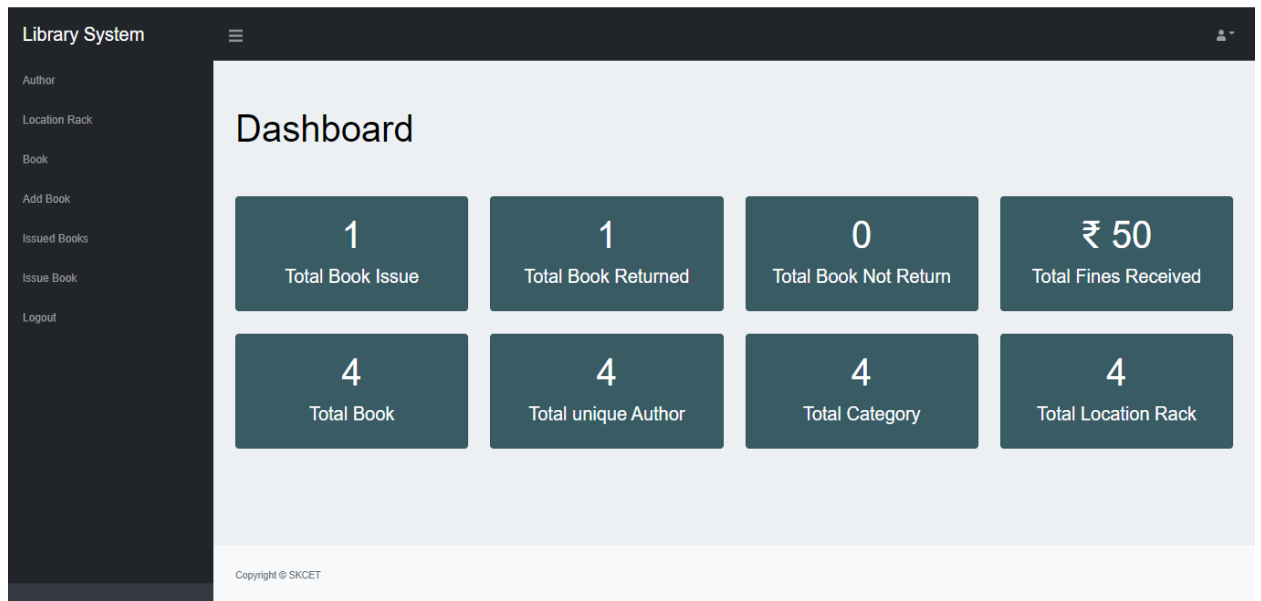 Library System
Author
Location Rack
Book
Add Book
Issued Books
Issue Book
Logout
Dashboard
1
Total Book Issue
1
Total Book Returned
0
Total Book Not Return
₹ 50
Total Fines Received
4
Total Book
4
Total unique Author
4
Total Category
4
Total Location Rack
Copyright © SKCET